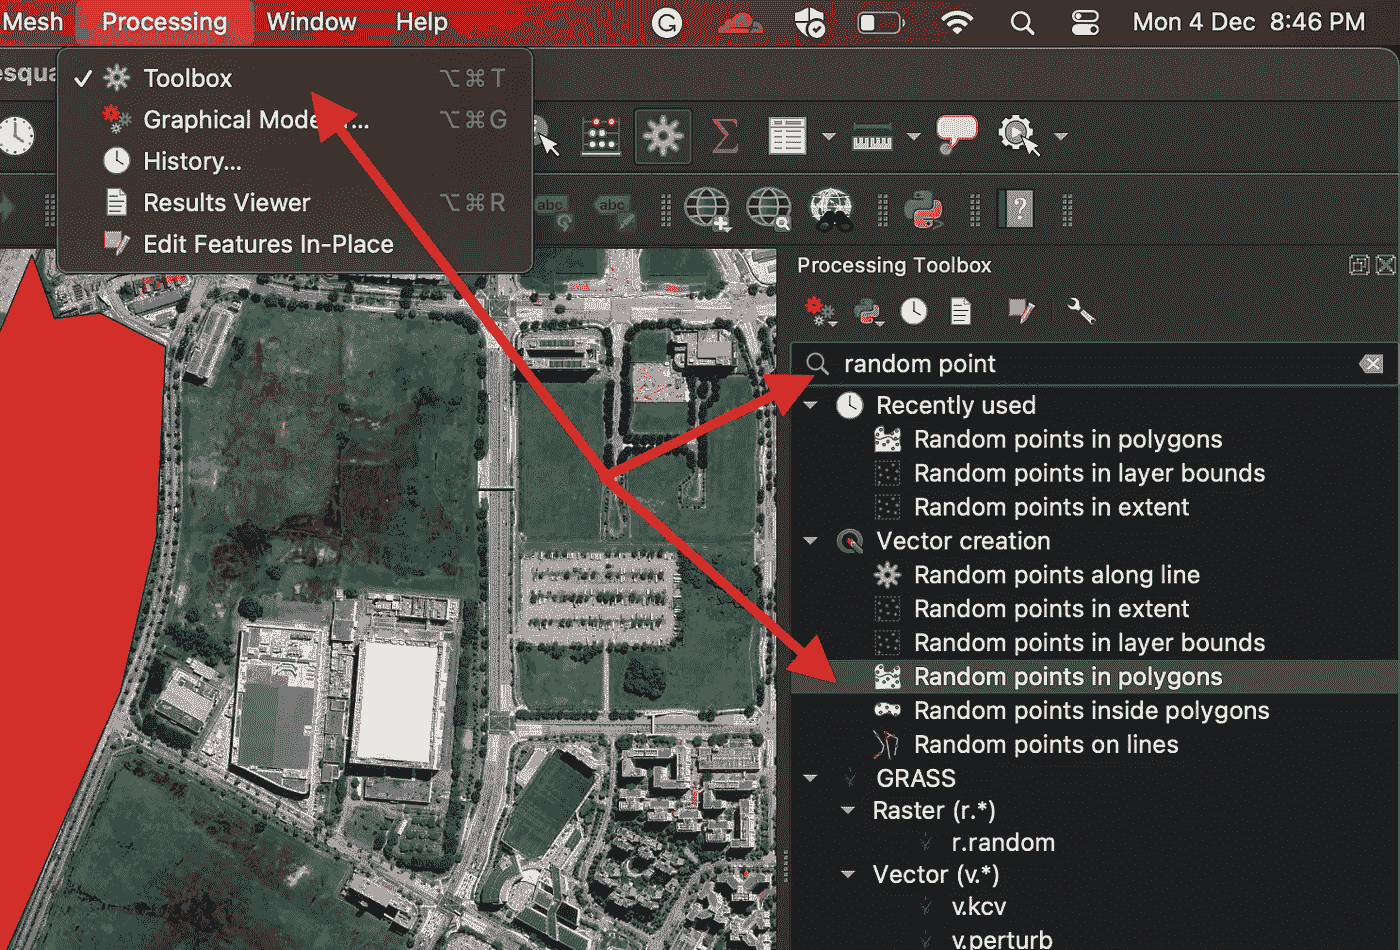 Mesh Processing Window Help Mon 4 Dec 8:46 PM
esqua
Toolbox ⌥⌘T
Graphical Mode ... ⌥⌘G
History...
Results Viewer ⌥⌘R
Edit Features In-Place
abc abc
Processing Toolbox
random point
Recently used
Random points in polygons
Random points in layer bounds
Random points in extent
Vector creation
Random points along line
Random points in extent
Random points in layer bounds
Random points in polygons
Random points inside polygons
Random points on lines
GRASS
Raster (r.*)
r.random
Vector (v.*)
v.kcv
v.perturb